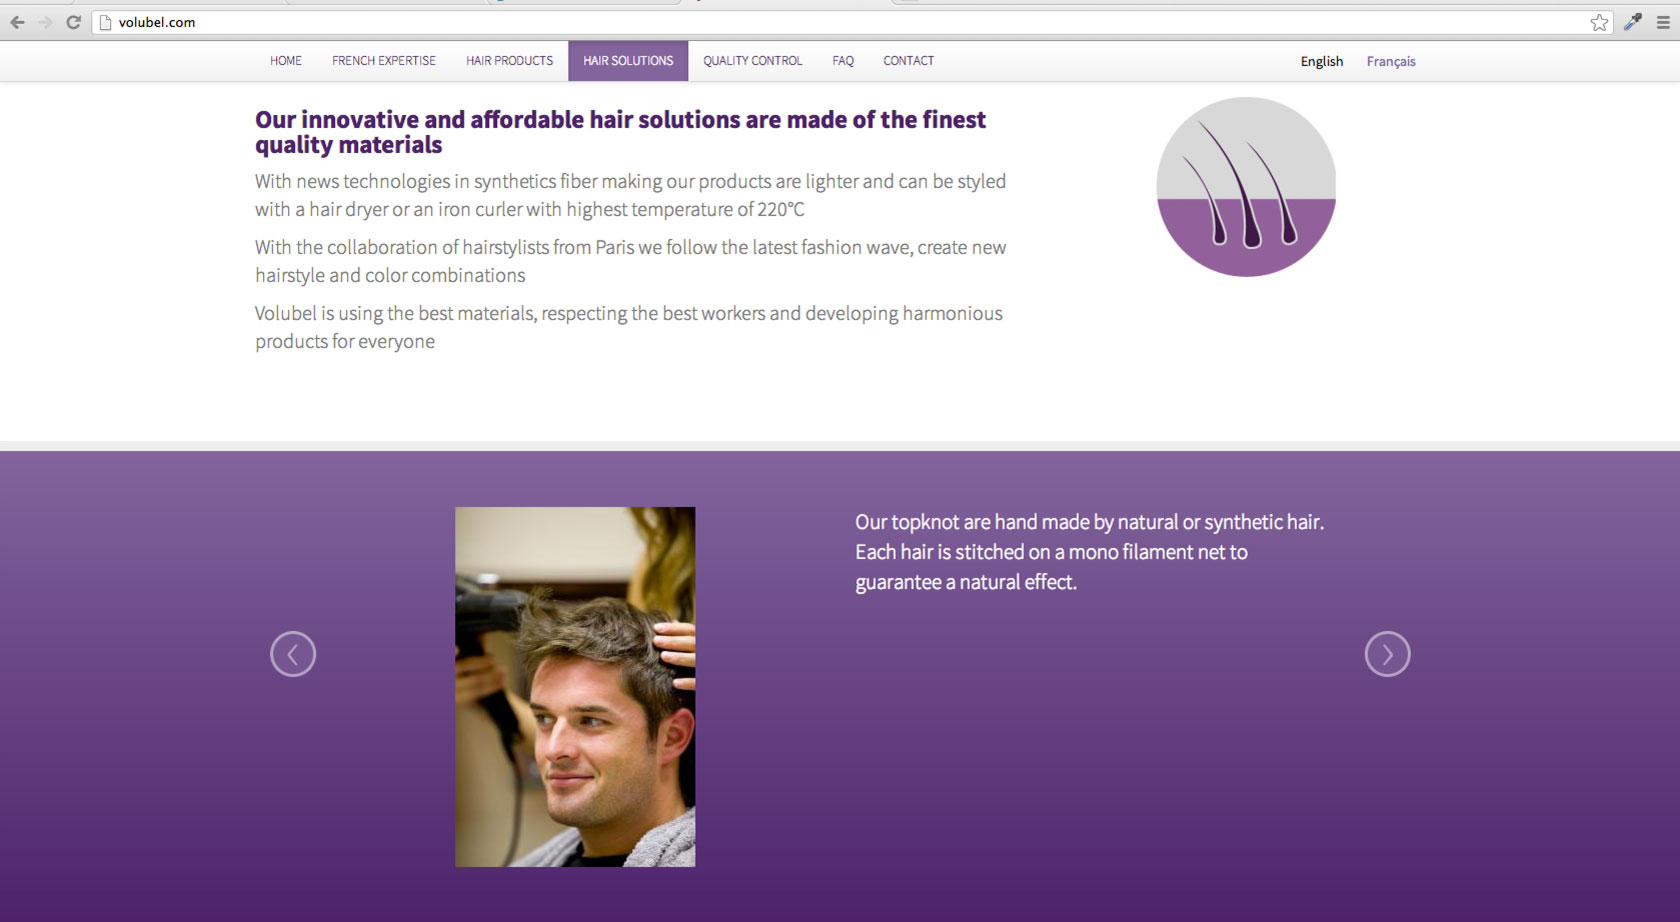 volubel.com
HOME FRENCH EXPERTISE HAIR PRODUCTS HAIR SOLUTIONS QUALITY CONTROL FAQ CONTACT English Français
Our innovative and affordable hair solutions are made of the finest
quality materials
With news technologies in synthetics fiber making our products are lighter and can be styled
with a hair dryer or an iron curler with highest temperature of 220°C
With the collaboration of hairstylists from Paris we follow the latest fashion wave, create new
hairstyle and color combinations
Volubel is using the best materials, respecting the best workers and developing harmonious
products for everyone
Our topknot are hand made by natural or synthetic hair.
Each hair is stitched on a mono filament net to
guarantee a natural effect.